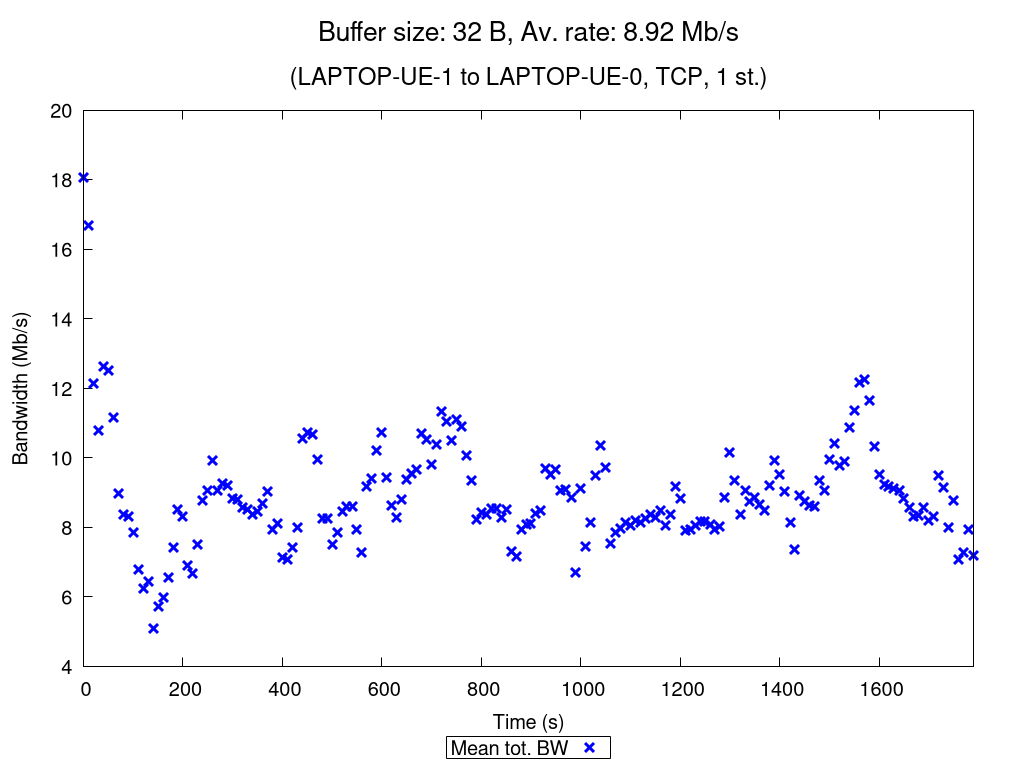 Buffer size: 32 B, Av. rate: 8.92 Mb/s
(LAPTOP-UE-1 to LAPTOP-UE-0, TCP, 1 st.)
20
18
16
14
12
10
8
6
4
Bandwidth (Mb/s)
0 200 400 600 800 1000 1200 1400 1600
Time (s)
Mean tot. BW